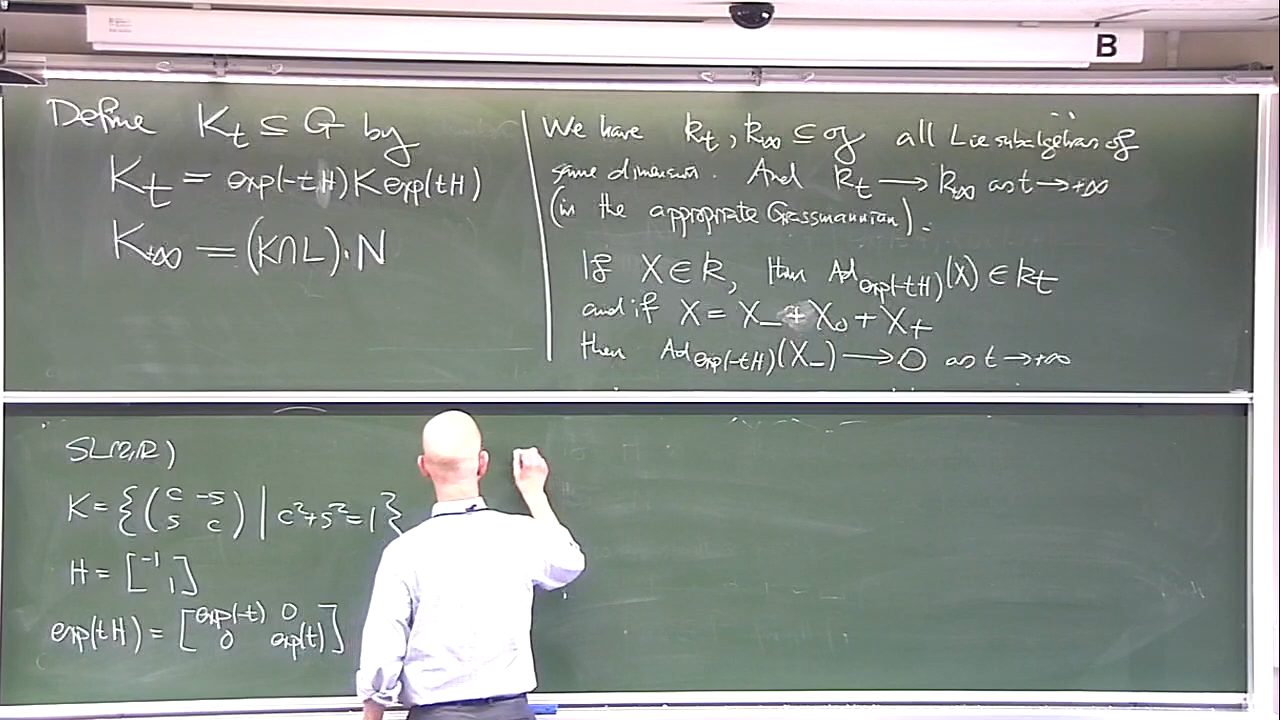 B
Define K_t ⊆ G by
K_t = exp(-tH) K exp(tH)
K_∞ = (K∩L)·N
We have k_t, k_∞ ⊆ g all Lie subalgebras of
same dimension. And k_t → k_∞ as t → +∞
(in the appropriate Grassmannian).
If X ∈ k, then Ad_exp(-tH)(X) ∈ k_t
and if X = X_- + X_0 + X_+
then Ad_exp(-tH)(X_-) → 0 as t → +∞
SL(2,R)
K = {(c -s
s c) | c²+s²=1}
H = [-1
1]
exp(tH) = [exp(-t) 0
0 exp(t)]